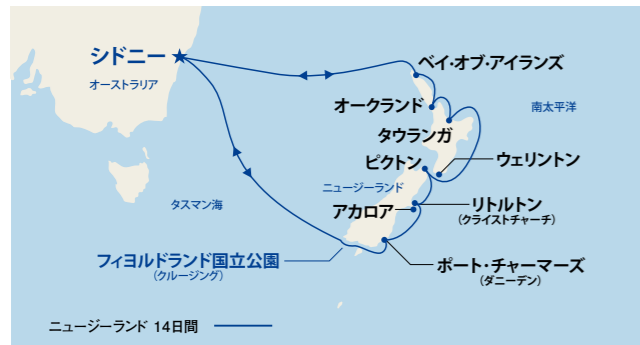 シドニー
オーストラリア
ベイ・オブ・アイランズ
オークランド
南太平洋
タウランガ
ピクトン
ウェリントン
ニュージーランド
タスマン海
アカロア
リトルトン
(クライストチャーチ)
フィヨルドランド国立公園
(クルージング)
ポート・チャーマーズ
(ダニーデン)
ニュージーランド 14日間